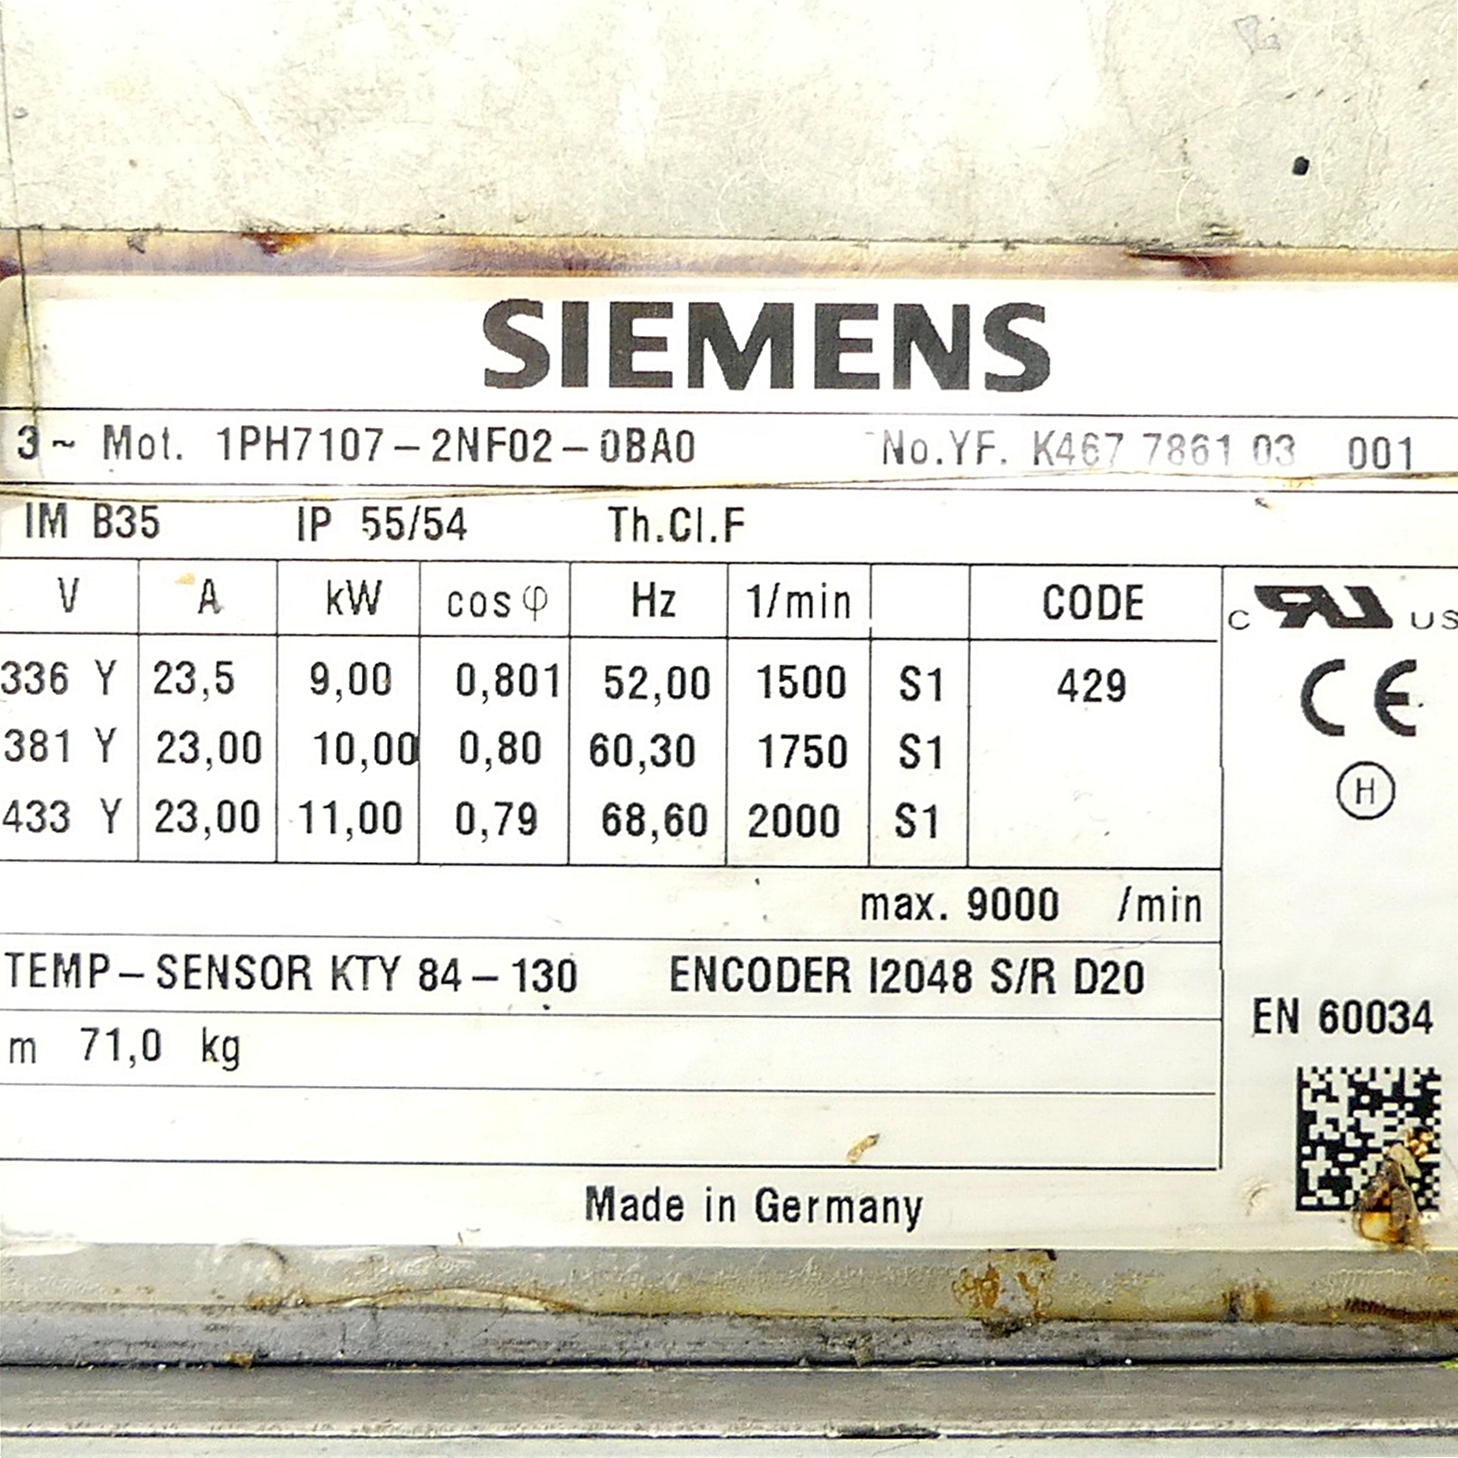 SIEMENS
3~ Mot. 1PH7107-2NF02-0BA0 No.YF. K467 7861 03 001
IM B35 IP 55/54 Th.Cl.F
V A kW cos φ Hz 1/min CODE
336 Y 23,5 9,00 0,801 52,00 1500 S1 429
381 Y 23,00 10,00 0,80 60,30 1750 S1
433 Y 23,00 11,00 0,79 68,60 2000 S1
max. 9000 /min
TEMP-SENSOR KTY 84-130 ENCODER I2048 S/R D20
m 71,0 kg
Made in Germany
c RU US
CE
H
EN 60034